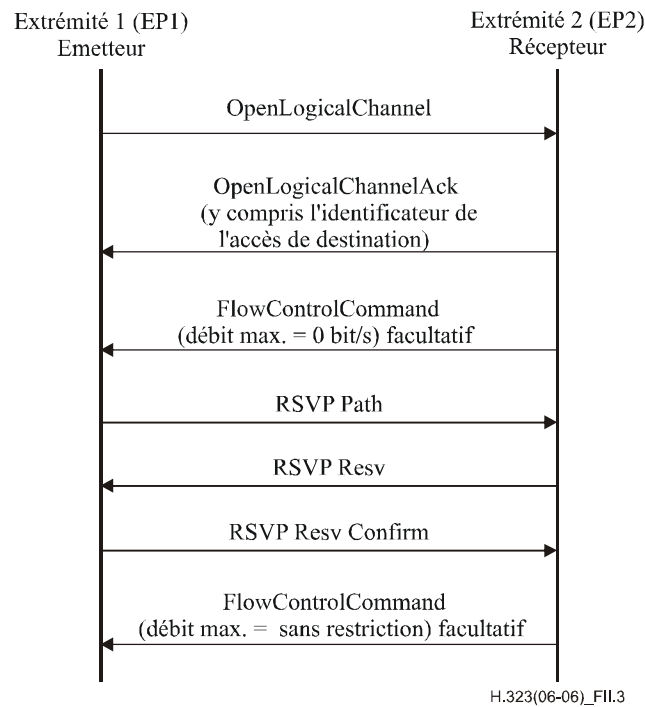 Extrémité 1 (EP1)
Emetteur
Extrémité 2 (EP2)
Récepteur
OpenLogicalChannel
OpenLogicalChannelAck
(y compris l'identificateur de
l'accès de destination)
FlowControlCommand
(débit max. = 0 bit/s) facultatif
RSVP Path
RSVP Resv
RSVP Resv Confirm
FlowControlCommand
(débit max. = sans restriction) facultatif
H.323(06-06)_FII.3